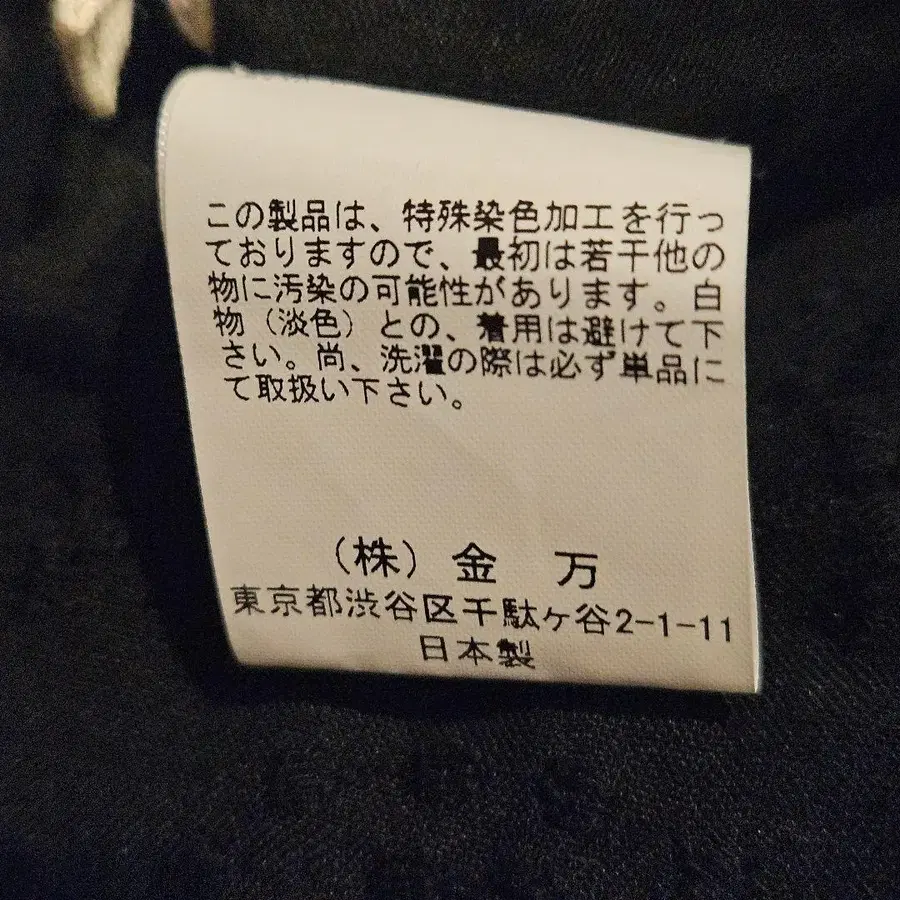 この製品は、特殊染色加工を行っ
ておりますので、最初は若干他の
物に汚染の可能性があります。白
物（淡色）との、着用は避けて下
さい。尚、洗濯の際は必ず単品に
て取扱い下さい。
（株）金 万
東京都渋谷区千駄ヶ谷2-1-11
日本製